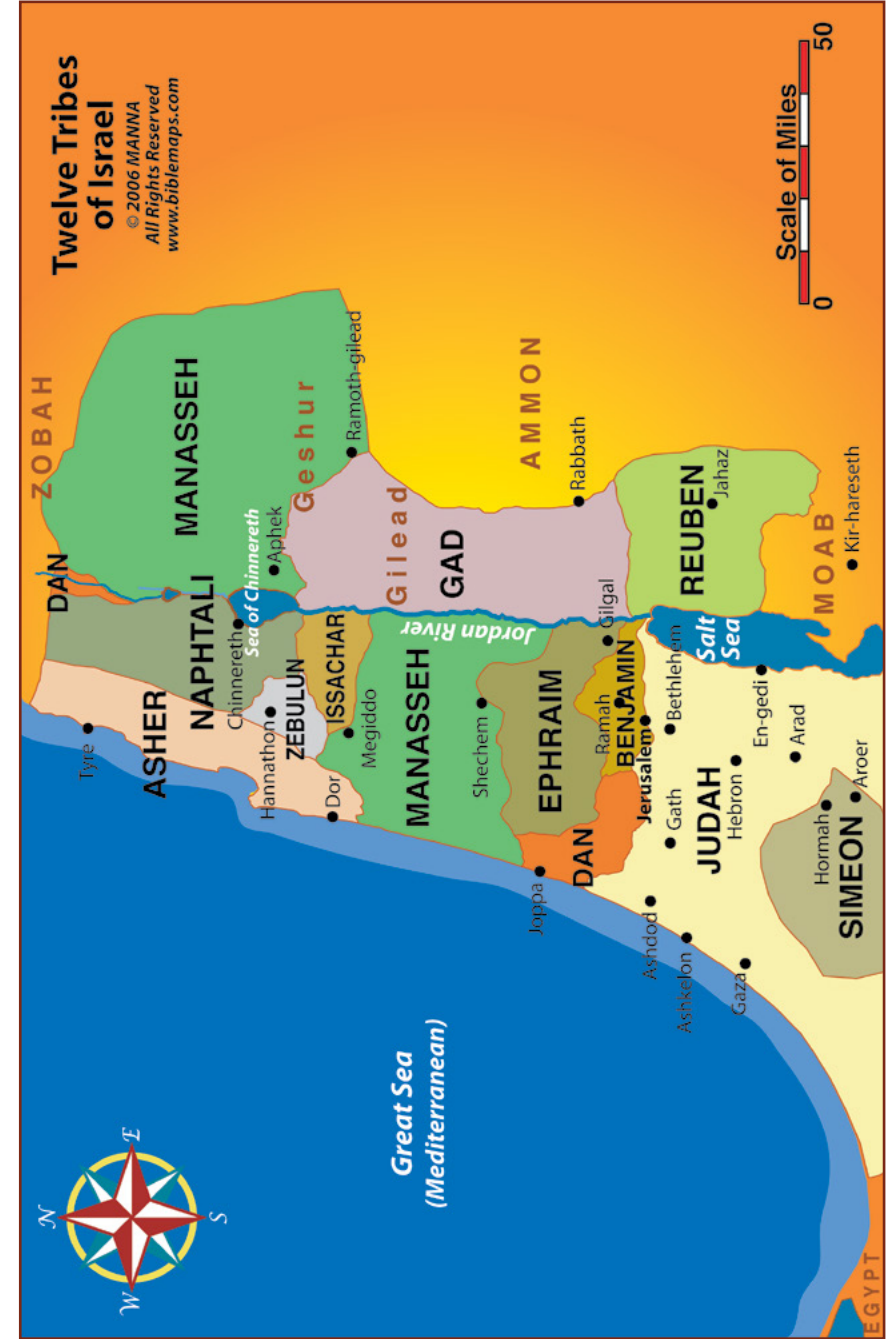 Twelve Tribes
of Israel
© 2006 MANNA
All Rights Reserved
www.biblemaps.com
N
W
E
S
ZOBAH
DAN
Tyre
ASHER
NAPHTALI
MANASSEH
Chinnereth
Sea of Chinnereth
Aphek
Geshur
Hannathon
ZEBULUN
ISSACHAR
Ramoth-gilead
Dor
Megiddo
Gilead
Great Sea
(Mediterranean)
MANASSEH
Jordan River
GAD
Shechem
AMMON
Joppa
EPHRAIM
Rabbath
DAN
Ramah
Gilgal
BENJAMIN
Jerusalem
Ashdod
Gath
Bethlehem
REUBEN
Jahaz
Ashkelon
JUDAH
Hebron
Salt
Sea
Gaza
En-gedi
Arad
MOAB
Hormah
Aroer
Kir-hareseth
SIMEON
EGYPT
Scale of Miles
0
50